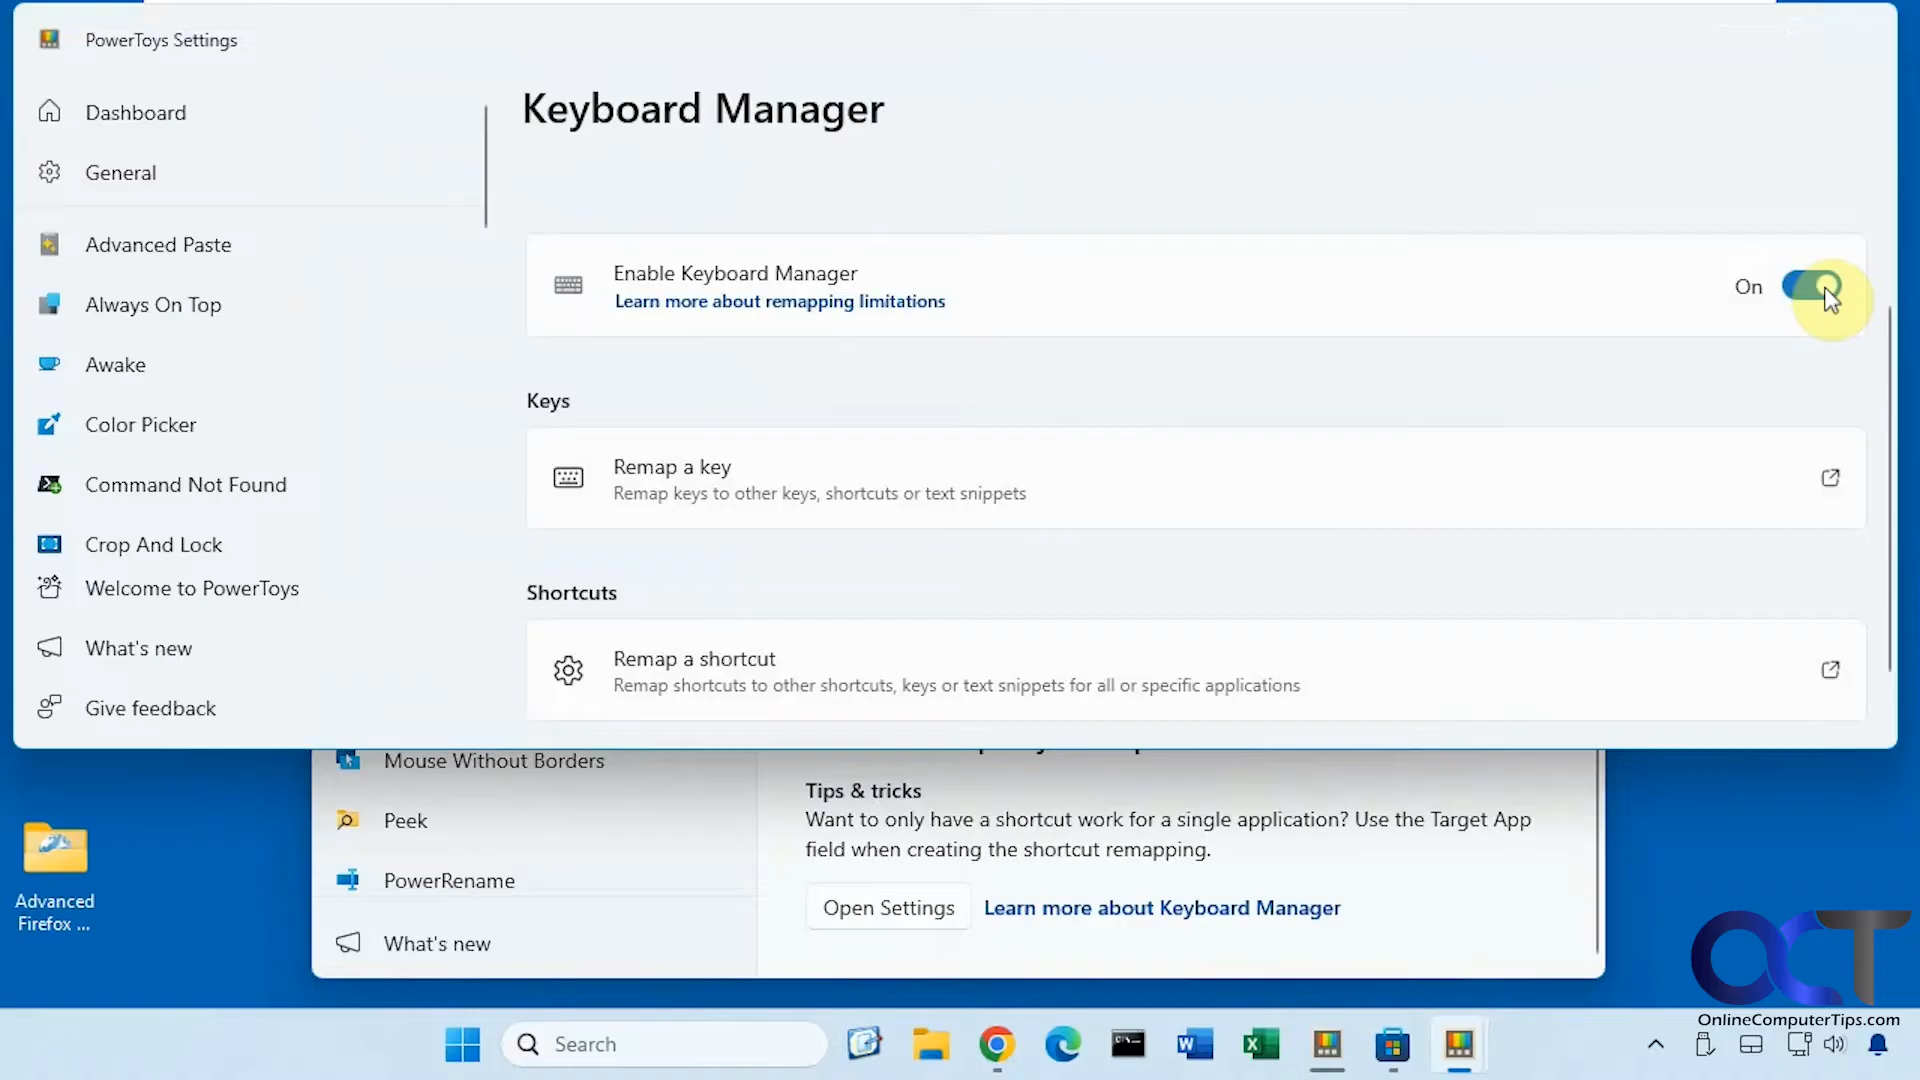 PowerToys Settings
Dashboard
General
Advanced Paste
Always On Top
Awake
Color Picker
Command Not Found
Crop And Lock
Welcome to PowerToys
What's new
Give feedback
Keyboard Manager
Enable Keyboard Manager
Learn more about remapping limitations
On
Keys
Remap a key
Remap keys to other keys, shortcuts or text snippets
Shortcuts
Remap a shortcut
Remap shortcuts to other shortcuts, keys or text snippets for all or specific applications
Mouse Without Borders
Peek
PowerRename
What's new
Tips & tricks
Want to only have a shortcut work for a single application? Use the Target App
field when creating the shortcut remapping.
Open Settings
Learn more about Keyboard Manager
Advanced
Firefox ...
OCT
OnlineComputerTips.com
Search